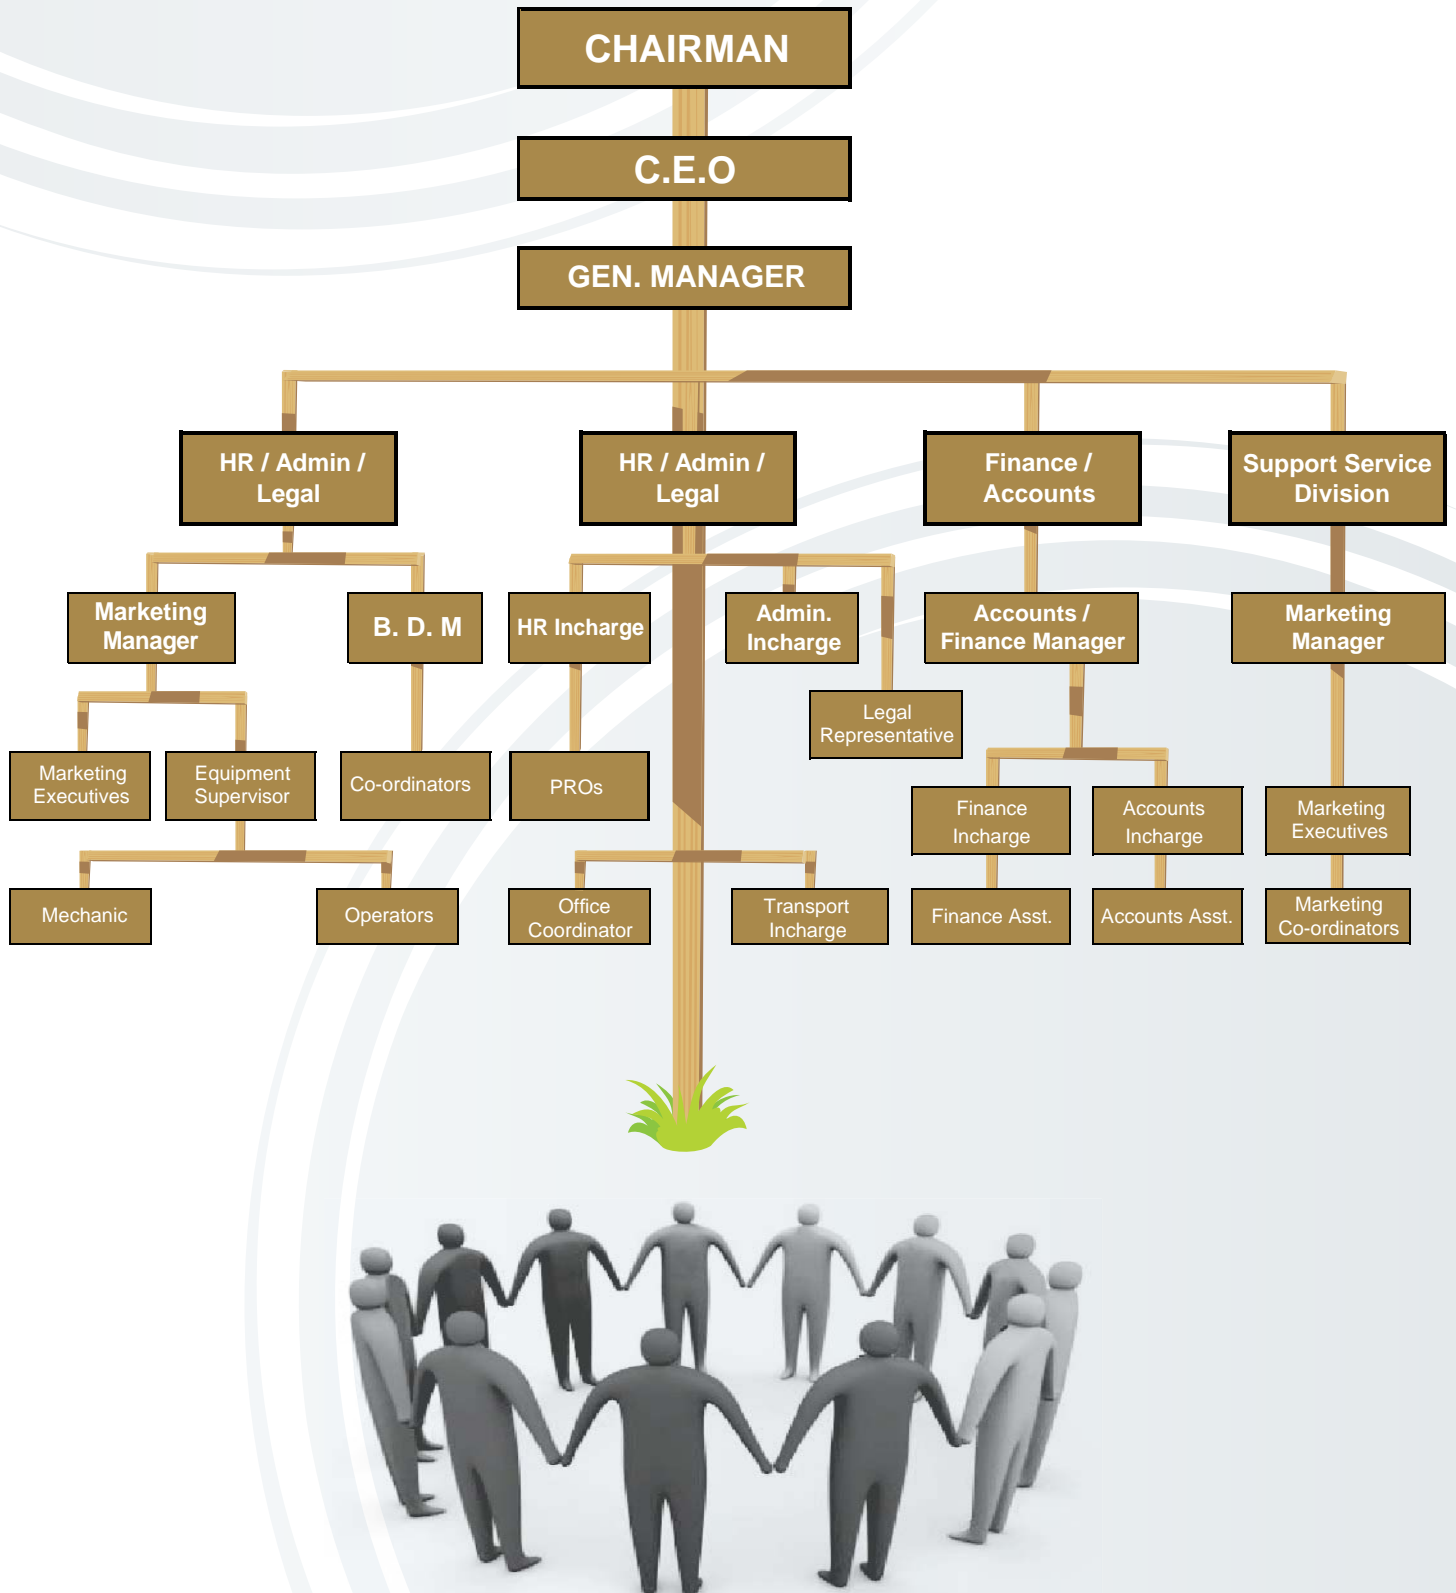 CHAIRMAN
C.E.O
GEN. MANAGER
HR / Admin /
Legal
HR / Admin /
Legal
Finance /
Accounts
Support Service
Division
Marketing
Manager
B. D. M
HR Incharge
Admin.
Incharge
Accounts /
Finance Manager
Marketing
Manager
Legal
Representative
Marketing
Executives
Equipment
Supervisor
Co-ordinators
PROs
Finance
Incharge
Accounts
Incharge
Marketing
Executives
Mechanic
Operators
Office
Coordinator
Transport
Incharge
Finance Asst.
Accounts Asst.
Marketing
Co-ordinators